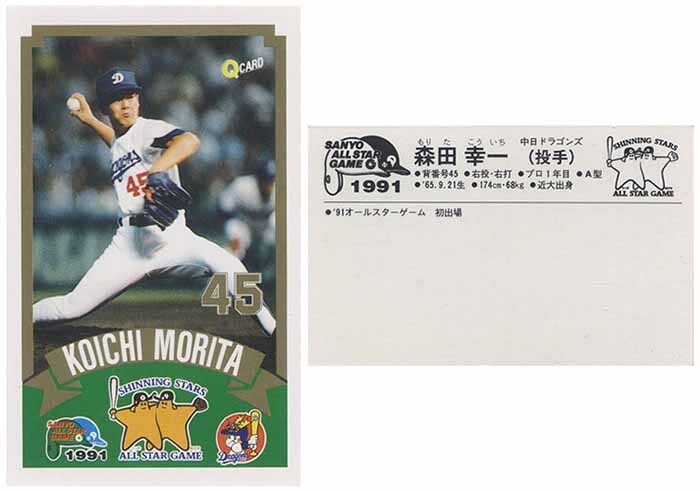 D
Q CARD
Dragons
45
45
KOICHI MORITA
SHINNING STARS
ALL STAR GAME
SANYO
ALL STAR
GAME
1991
Dragons
SANYO
ALL STAR
GAME
1991
もり た こう いち
森田 幸一 中日ドラゴンズ (投手)
●背番号45 ●右投・右打 ●プロ1年目 ●A型
●'65.9.21生 ●174cm・68kg ●近大出身
SHINNING STARS
ALL STAR GAME
●'91オールスターゲーム 初出場